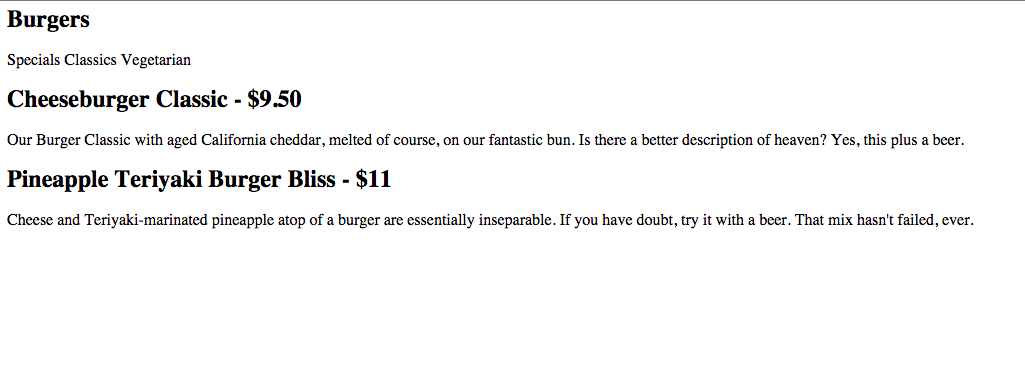 Burgers
Specials Classics Vegetarian
Cheeseburger Classic - $9.50
Our Burger Classic with aged California cheddar, melted of course, on our fantastic bun. Is there a better description of heaven? Yes, this plus a beer.
Pineapple Teriyaki Burger Bliss - $11
Cheese and Teriyaki-marinated pineapple atop of a burger are essentially inseparable. If you have doubt, try it with a beer. That mix hasn't failed, ever.